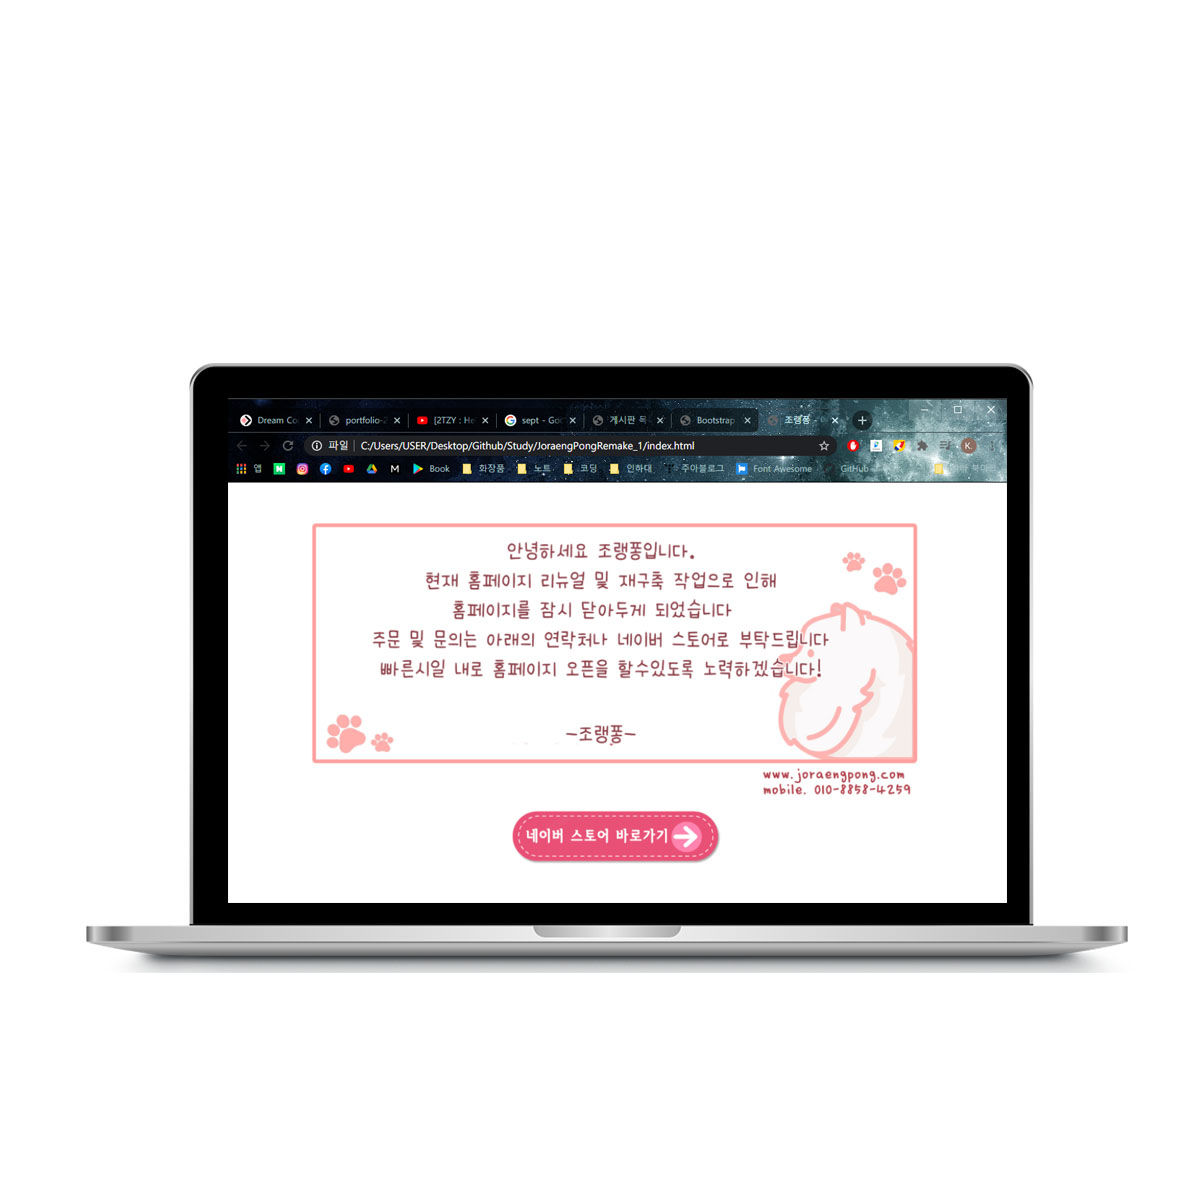 Dream Co
portfolio-2
[2TZY : He
sept - Goo
게시판 목
Bootstrap
조랭퐁 -
파일
C:/Users/USER/Desktop/Github/Study/JoraengPongRemake_1/index.html
K
앱
Book
화장품
노트
코딩
인하대
주아블로그
Font Awesome
GitHub
안녕하세요 조랭퐁입니다.
현재 홈페이지 리뉴얼 및 재구축 작업으로 인해
홈페이지를 잠시 닫아두게 되었습니다
주문 및 문의는 아래의 연락처나 네이버 스토어로 부탁드립니다
빠른시일 내로 홈페이지 오픈을 할수있도록 노력하겠습니다!
-조랭퐁-
www.joraengpong.com
mobile. 010-8858-4259
네이버 스토어 바로가기